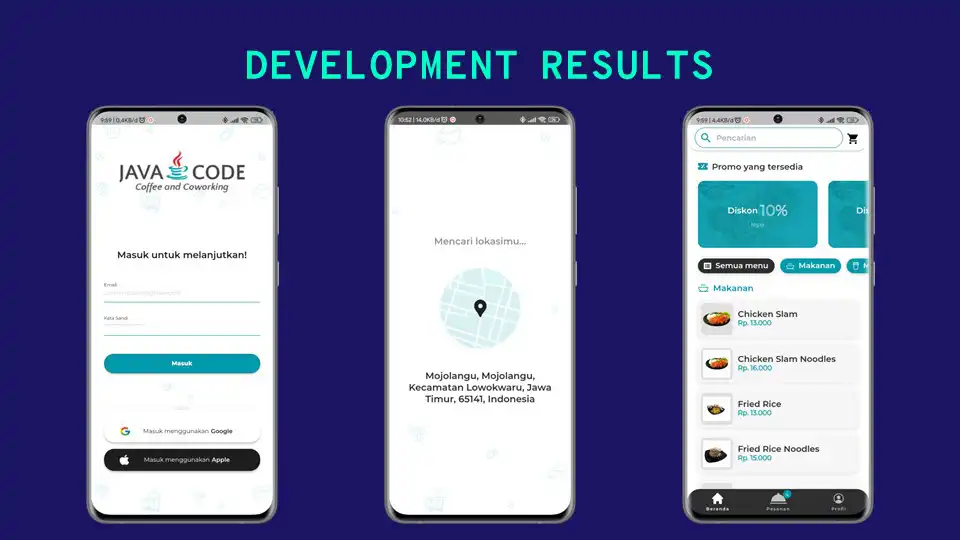 DEVELOPMENT RESULTS
9:59 | 0,4KB/d
JAVA CODE
Coffee and Coworking
Masuk untuk melanjutkan!
Email
Kata Sandi
Masuk
Masuk menggunakan Google
Masuk menggunakan Apple
10:52 | 14,0KB/d
Mencari lokasimu...
Mojolangu, Mojolangu,
Kecamatan Lowokwaru, Jawa
Timur, 65141, Indonesia
9:59 | 4,4KB/d
Pencarian
Promo yang tersedia
Diskon 10%
Semua menu
Makanan
Makanan
Chicken Slam
Rp. 13.000
Chicken Slam Noodles
Rp. 16.000
Fried Rice
Rp. 13.000
Fried Rice Noodles
Rp. 15.000
Beranda
Pesanan
Profil